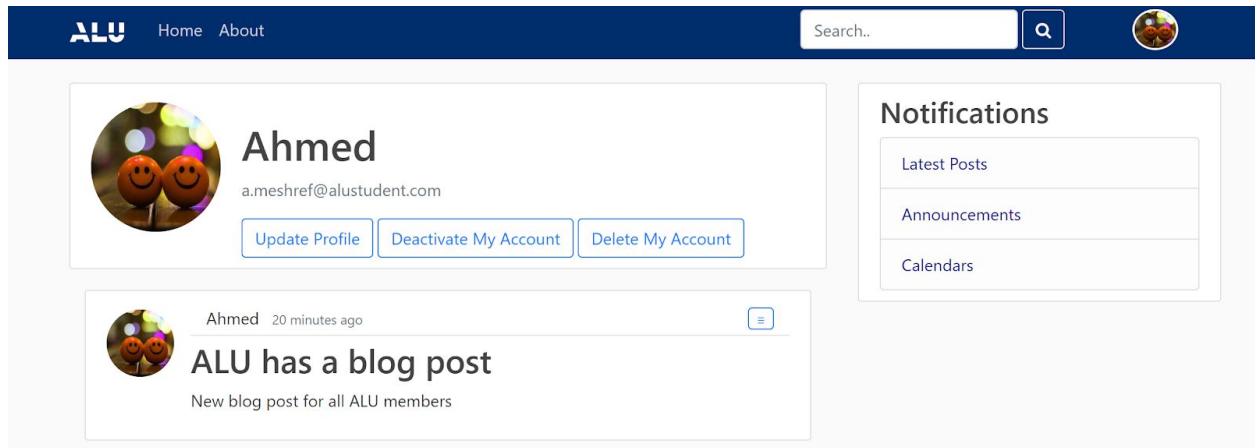 ALU Home About Search..
Ahmed
a.meshref@alustudent.com
Update Profile Deactivate My Account Delete My Account
Ahmed 20 minutes ago
ALU has a blog post
New blog post for all ALU members
Notifications
Latest Posts
Announcements
Calendars